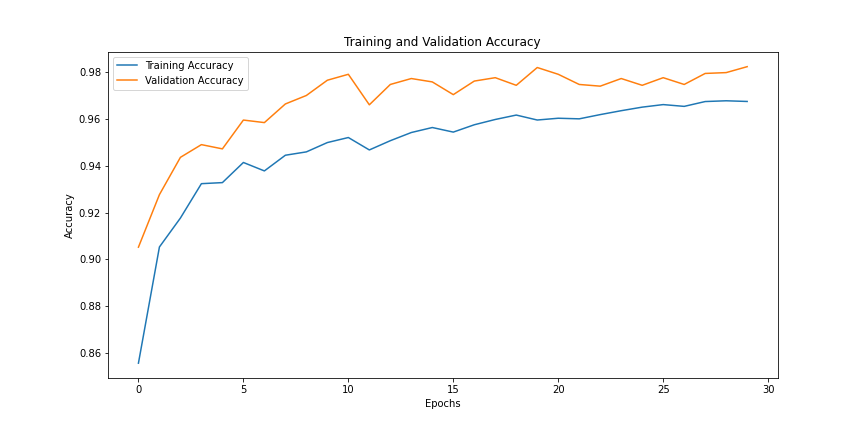 Training and Validation Accuracy
Training Accuracy
Validation Accuracy
0.98
0.96
0.94
0.92
0.90
0.88
0.86
Accuracy
0 5 10 15 20 25 30
Epochs